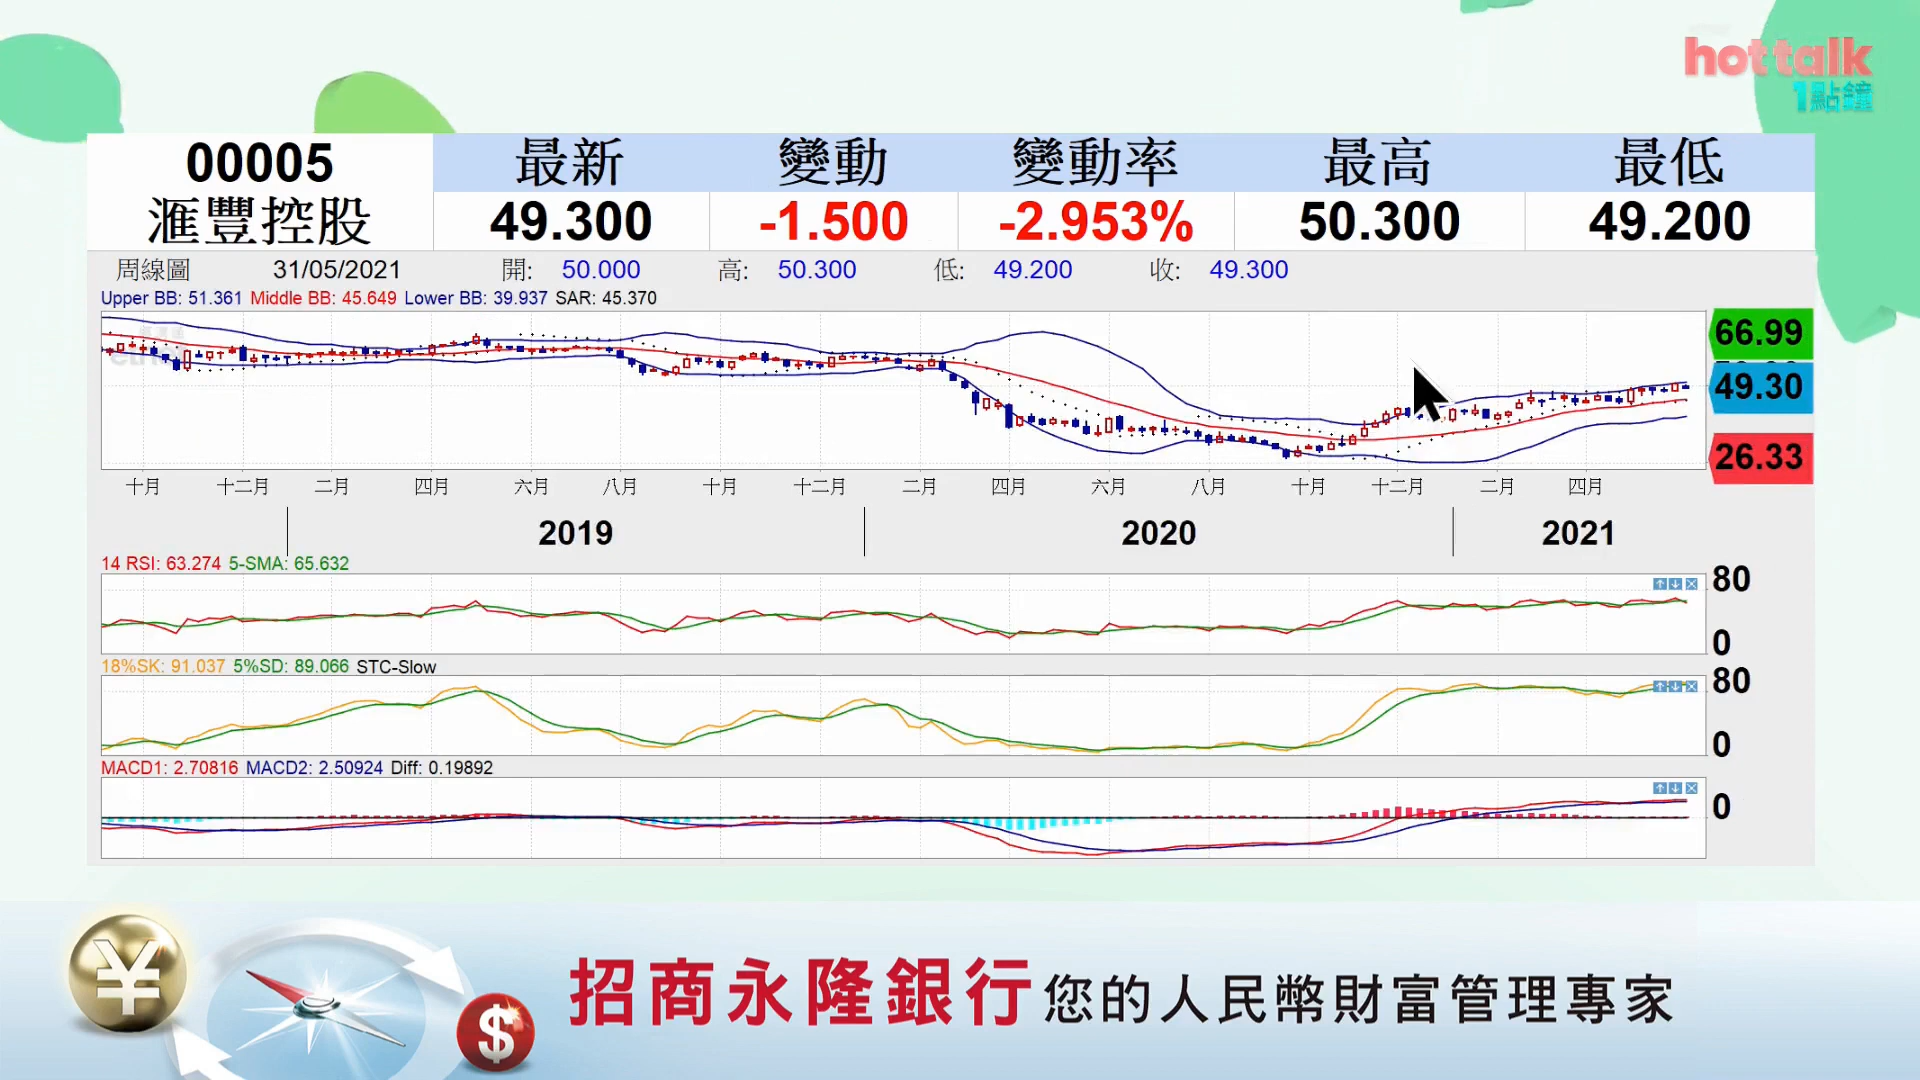 hot talk
1點鐘
00005 最新 變動 變動率 最高 最低
滙豐控股 49.300 -1.500 -2.953% 50.300 49.200
周線圖 31/05/2021 開: 50.000 高: 50.300 低: 49.200 收: 49.300
Upper BB: 51.361 Middle BB: 45.649 Lower BB: 39.937 SAR: 45.370
66.99
49.30
26.33
十月 十二月 二月 四月 六月 八月 十月 十二月 二月 四月 六月 八月 十月 十二月 二月 四月
2019 2020 2021
14 RSI: 63.274 5-SMA: 65.632
80
0
18%SK: 91.037 5%SD: 89.066 STC-Slow
80
0
MACD1: 2.70816 MACD2: 2.50924 Diff: 0.19892
0
¥
$
招商永隆銀行 您的人民幣財富管理專家